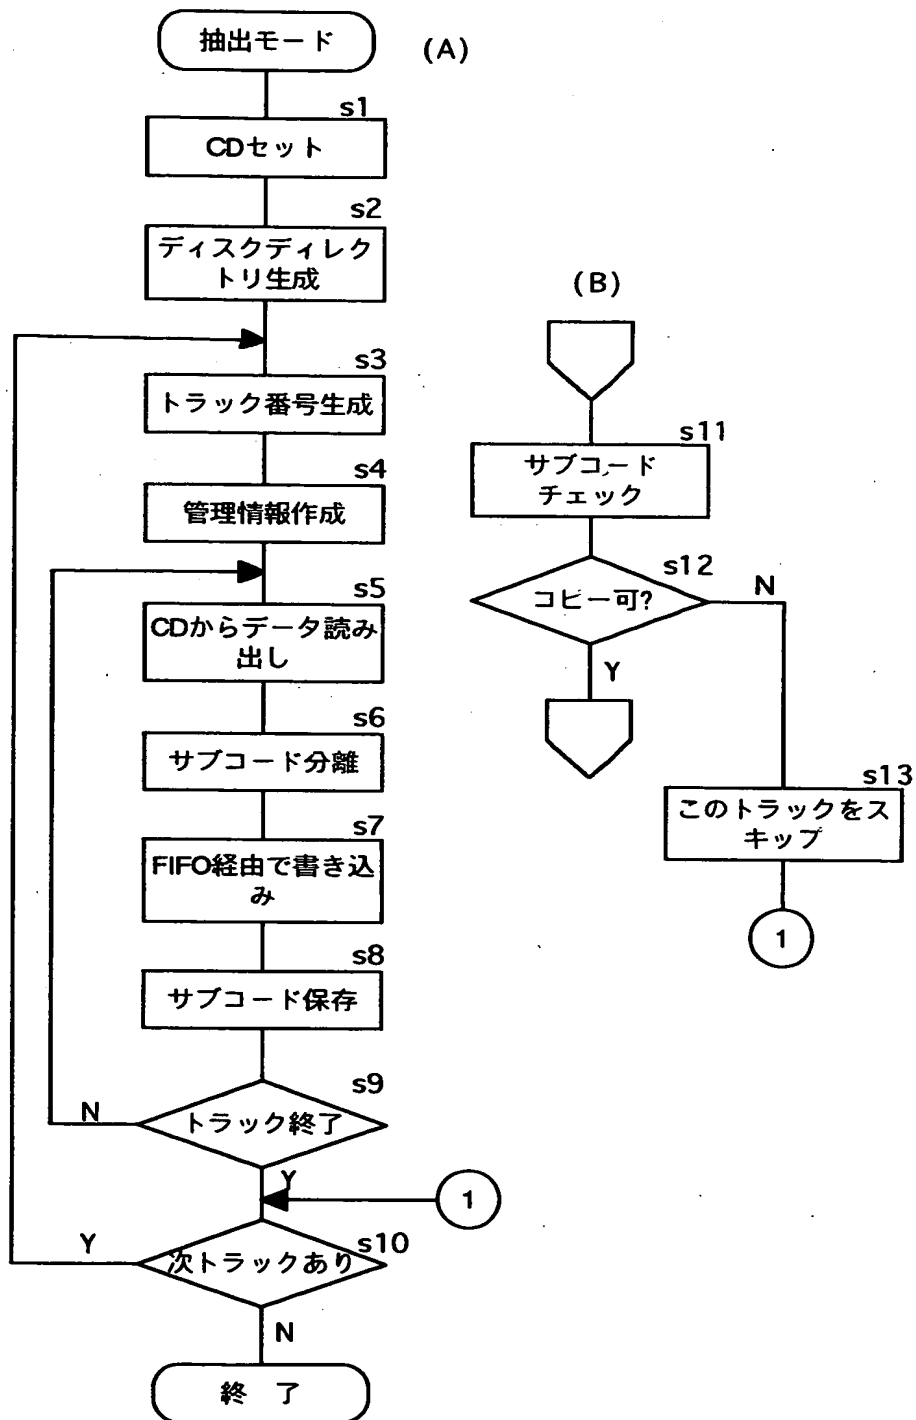 抽出モード
(A)
s1
CDセット
s2
ディスクディレク
トリ生成
s3
トラック番号生成
s4
管理情報作成
s5
CDからデータ読み
出し
s6
サブコード分離
s7
FIFO経由で書き込
み
s8
サブコード保存
s9
トラック終了
N
Y
1
s10
次トラックあり
Y
N
終 了
(B)
s11
サブコード
チェック
s12
コピー可?
N
Y
s13
このトラックをス
キップ
1